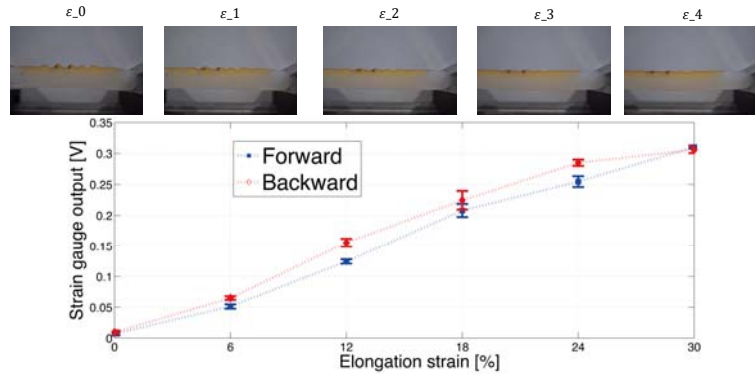 ε_0 ε_1 ε_2 ε_3 ε_4
0.35
0.3
0.25
0.2
0.15
0.1
0.05
0
Strain gauge output [V]
Forward
Backward
0 6 12 18 24 30
Elongation strain [%]